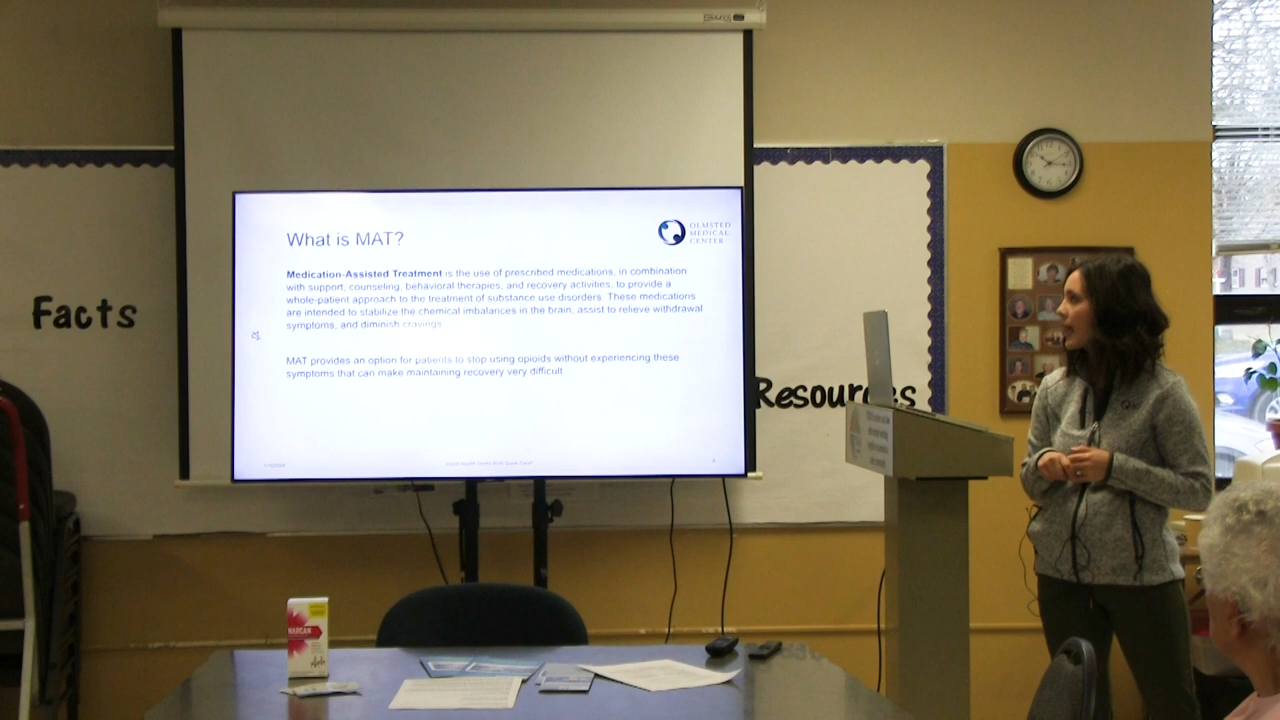 What is MAT?
OLMSTED
MEDICAL
CENTER
Medication-Assisted Treatment is the use of prescribed medications, in combination
with support, counseling, behavioral therapies, and recovery activities, to provide a
whole-patient approach to the treatment of substance use disorders. These medications
are intended to stabilize the chemical imbalances in the brain, assist to relieve withdrawal
symptoms, and diminish cravings.
MAT provides an option for patients to stop using opioids without experiencing these
symptoms that can make maintaining recovery very difficult.
Facts
Resources
NARCAN